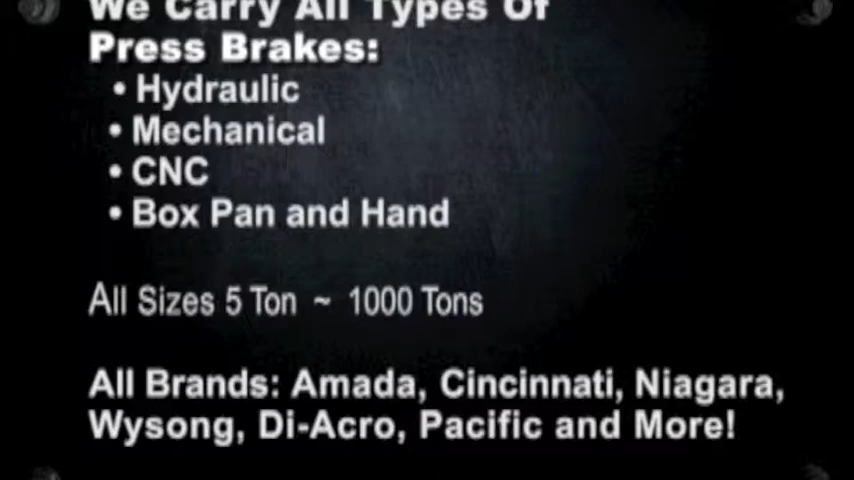 We Carry All Types Of
Press Brakes:
• Hydraulic
• Mechanical
• CNC
• Box Pan and Hand
All Sizes 5 Ton ~ 1000 Tons
All Brands: Amada, Cincinnati, Niagara,
Wysong, Di-Acro, Pacific and More!